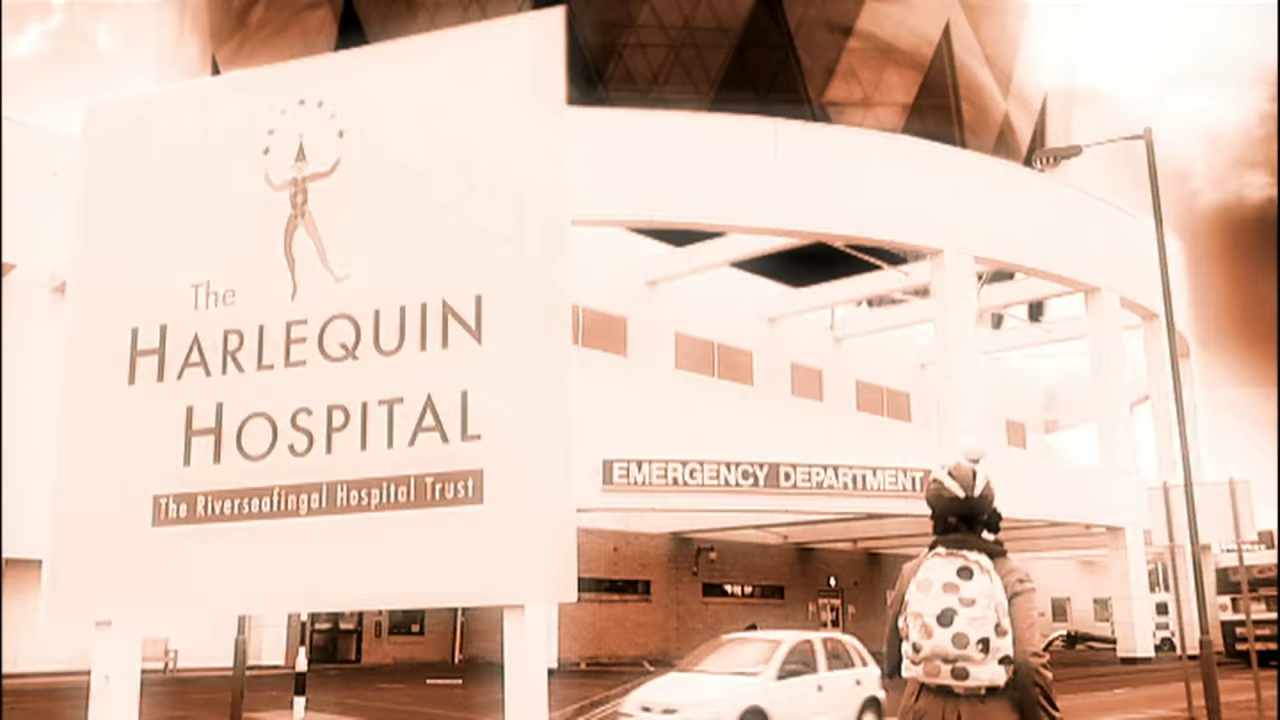 The
HARLEQUIN
HOSPITAL
The Riverseafingal Hospital Trust
EMERGENCY DEPARTMENT